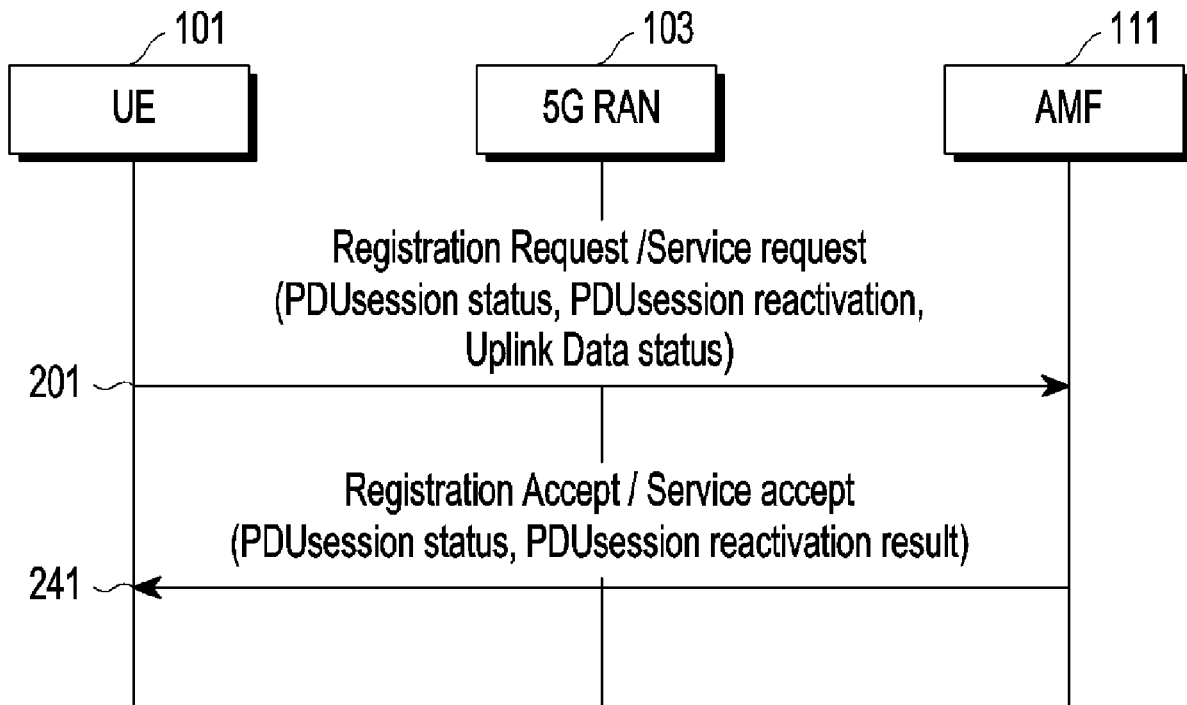 101
103
111
UE
5G RAN
AMF
Registration Request /Service request
(PDUsession status, PDUsession reactivation,
Uplink Data status)
201
Registration Accept / Service accept
(PDUsession status, PDUsession reactivation result)
241